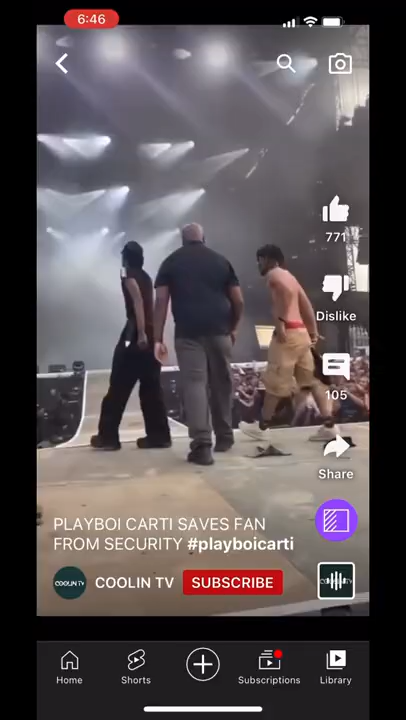 6:46
771
Dislike
105
Share
PLAYBOI CARTI SAVES FAN
FROM SECURITY #playboicarti
COOLIN TV
COOLIN TV
SUBSCRIBE
Home
Shorts
Subscriptions
Library